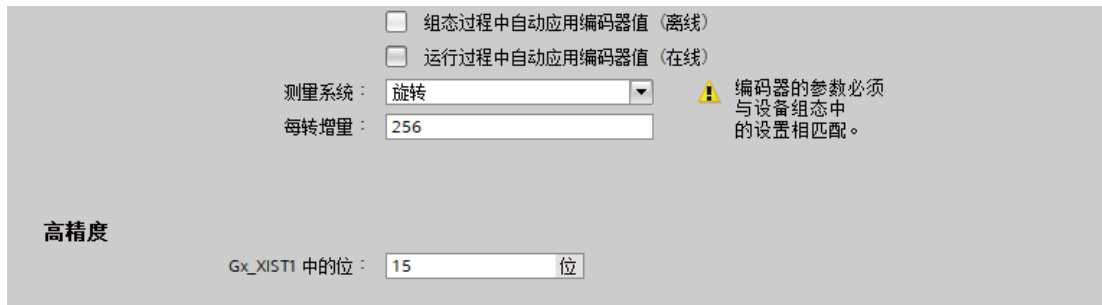 组态过程中自动应用编码器值（离线）
运行过程中自动应用编码器值（在线）
测量系统： 旋转
编码器的参数必须
与设备组态中
的设置相匹配。
每转增量： 256
高精度
Gx_XIST1 中的位： 15 位